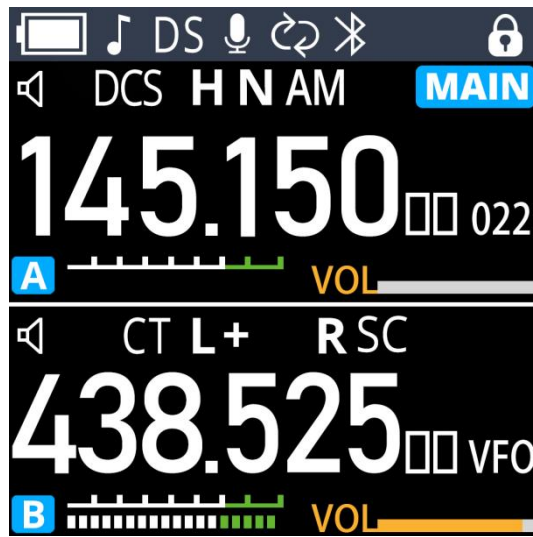 DS
DCS H N AM MAIN
145.150 022
A VOL
CT L + R SC
438.525 VFO
B VOL